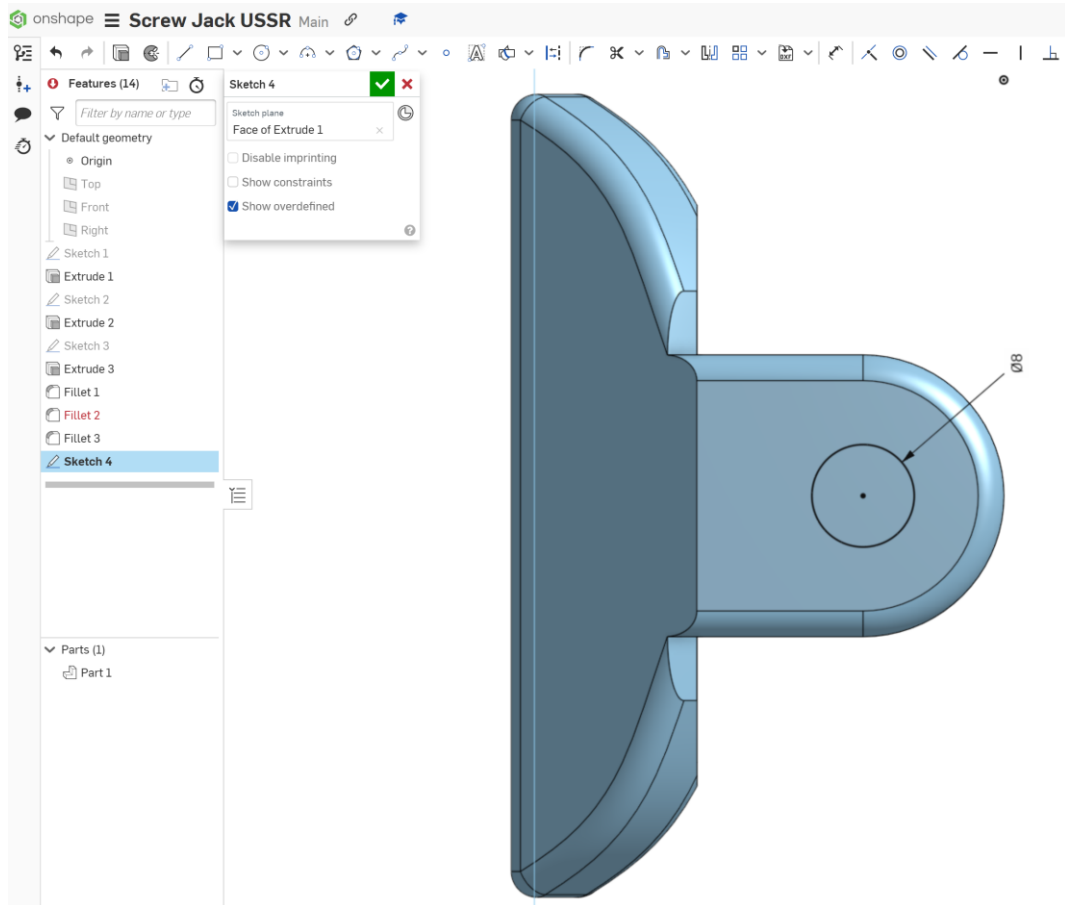 onshape Screw Jack USSR Main
Features (14)
Filter by name or type
Default geometry
Origin
Top
Front
Right
Sketch 1
Extrude 1
Sketch 2
Extrude 2
Sketch 3
Extrude 3
Fillet 1
Fillet 2
Fillet 3
Sketch 4
Parts (1)
Part 1
Sketch 4
Sketch plane
Face of Extrude 1
Disable imprinting
Show constraints
Show overdefined
Ø8